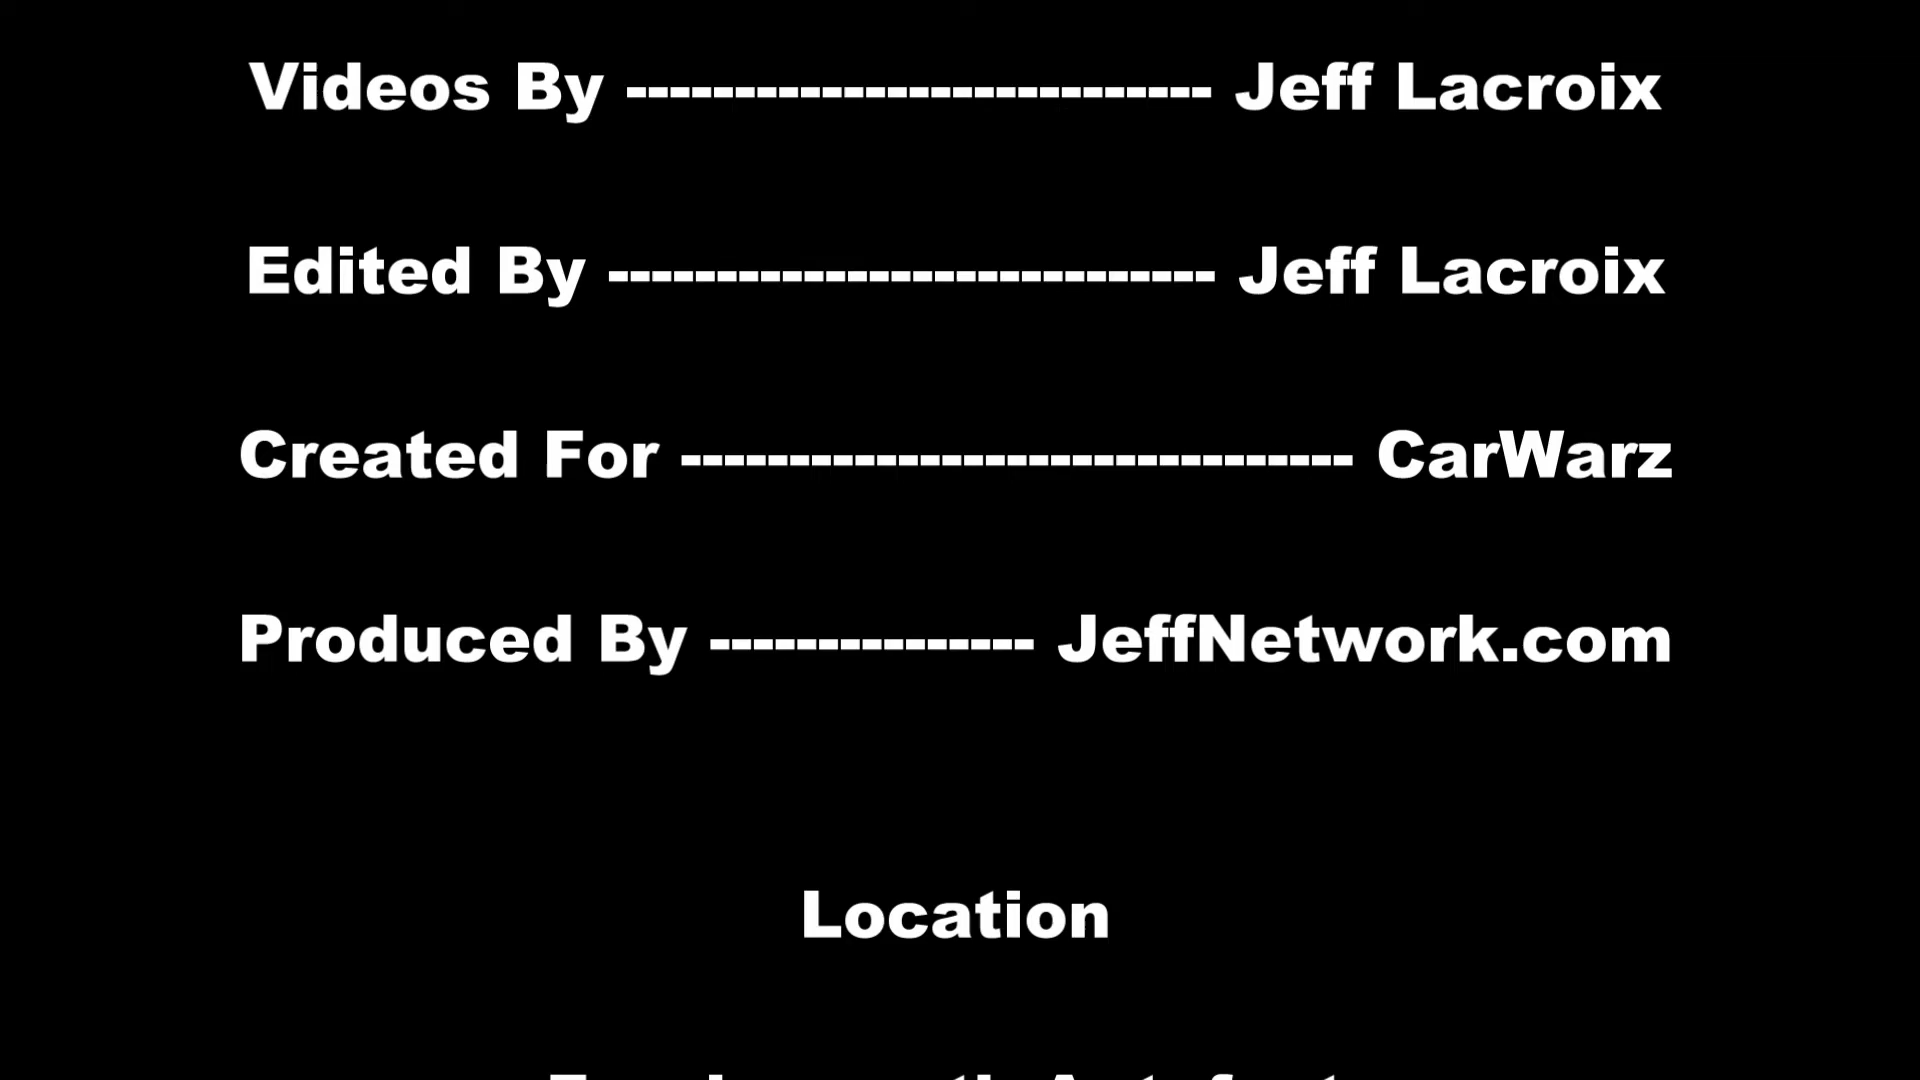 Videos By --------------------------- Jeff Lacroix
Edited By ---------------------------- Jeff Lacroix
Created For ------------------------------- CarWarz
Produced By --------------- JeffNetwork.com
Location